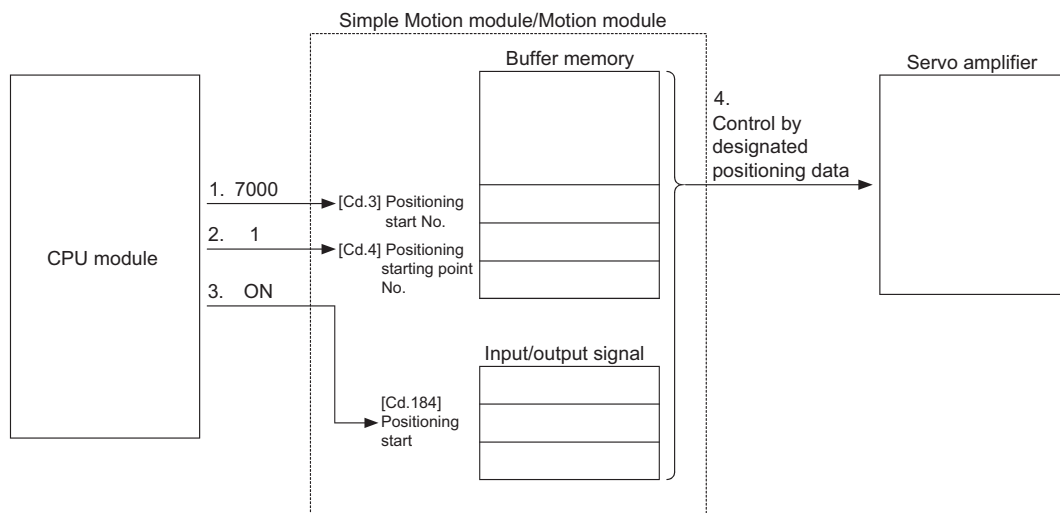 Simple Motion module/Motion module
Buffer memory
Servo amplifier
CPU module
1. 7000
2. 1
3. ON
[Cd.3] Positioning
start No.
[Cd.4] Positioning
starting point
No.
4.
Control by
designated
positioning data
Input/output signal
[Cd.184]
Positioning
start